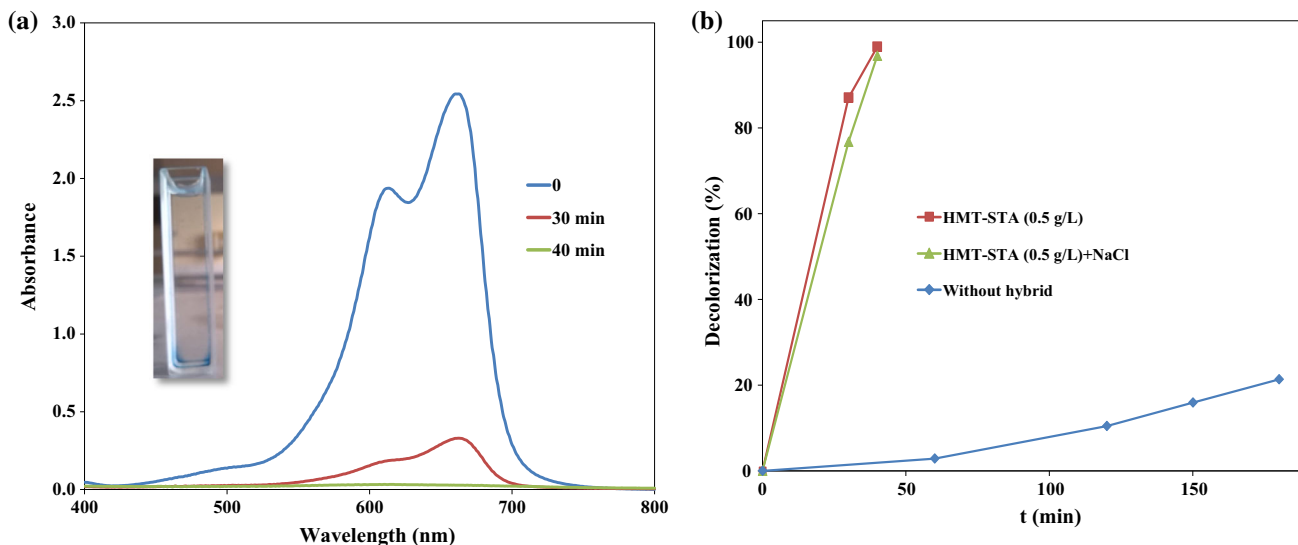 (a)
3.0
2.5
2.0
1.5
1.0
0.5
0.0
Absorbance
400
500
600
700
800
Wavelength (nm)
0
30 min
40 min
(b)
100
80
60
40
20
0
Decolorization (%)
0
50
100
150
t (min)
HMT-STA (0.5 g/L)
HMT-STA (0.5 g/L)+NaCl
Without hybrid